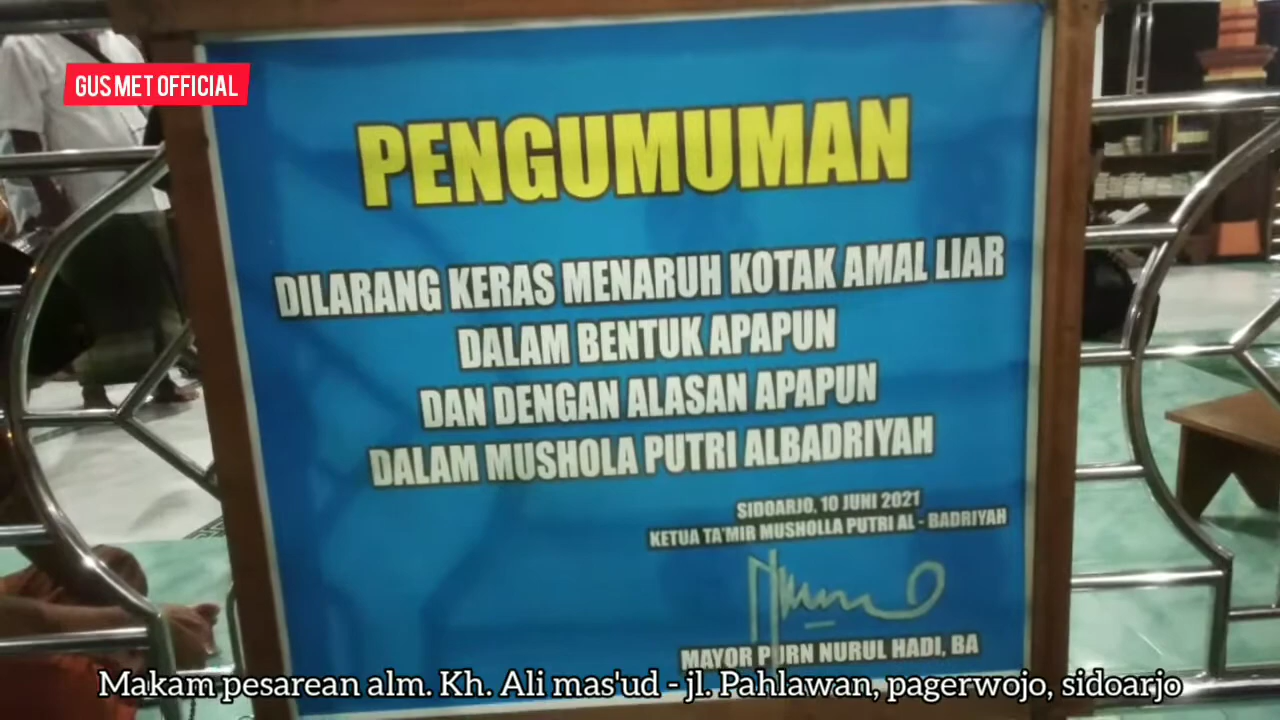 GUS MET OFFICIAL
PENGUMUMAN
DILARANG KERAS MENARUH KOTAK AMAL LIAR
DALAM BENTUK APAPUN
DAN DENGAN ALASAN APAPUN
DALAM MUSHOLA PUTRI ALBADRIYAH
SIDOARJO, 10 JUNI 2021
KETUA TA'MIR MUSHOLLA PUTRI AL - BADRIYAH
MAYOR PURN NURUL HADI, BA
Makam pesarean alm. Kh. Ali mas'ud - jl. Pahlawan, pagerwojo, sidoarjo